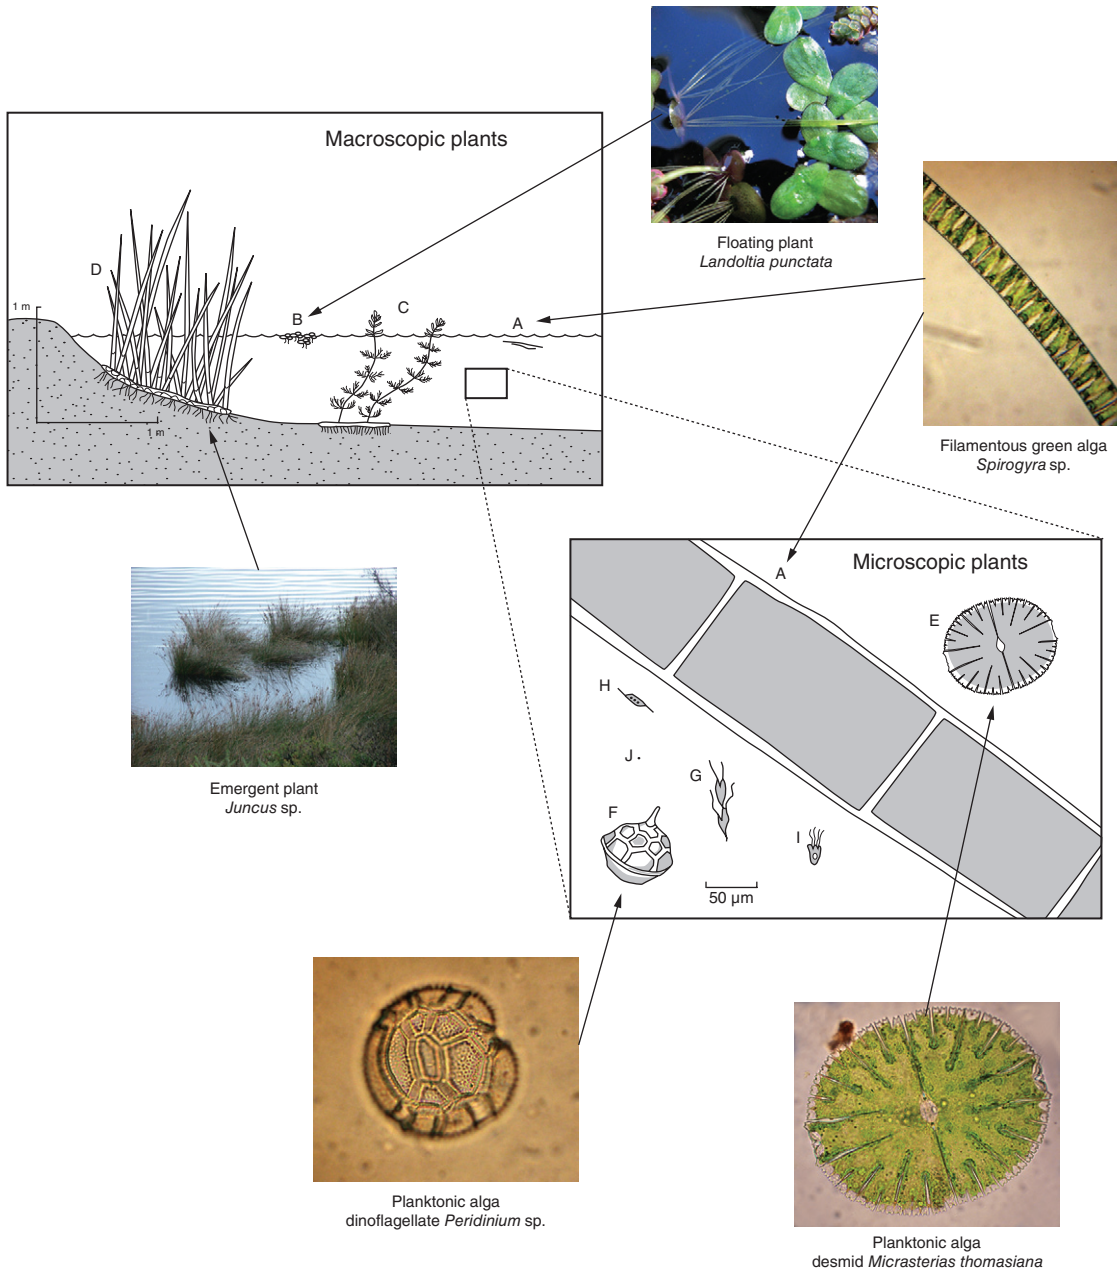 Macroscopic plants
D
1 m
B
C
A
1 m
Floating plant
Landoltia punctata
Filamentous green alga
Spirogyra sp.
Emergent plant
Juncus sp.
Microscopic plants
A
E
H
J
G
F
I
50 µm
Planktonic alga
dinoflagellate Peridinium sp.
Planktonic alga
desmid Micrasterias thomasiana